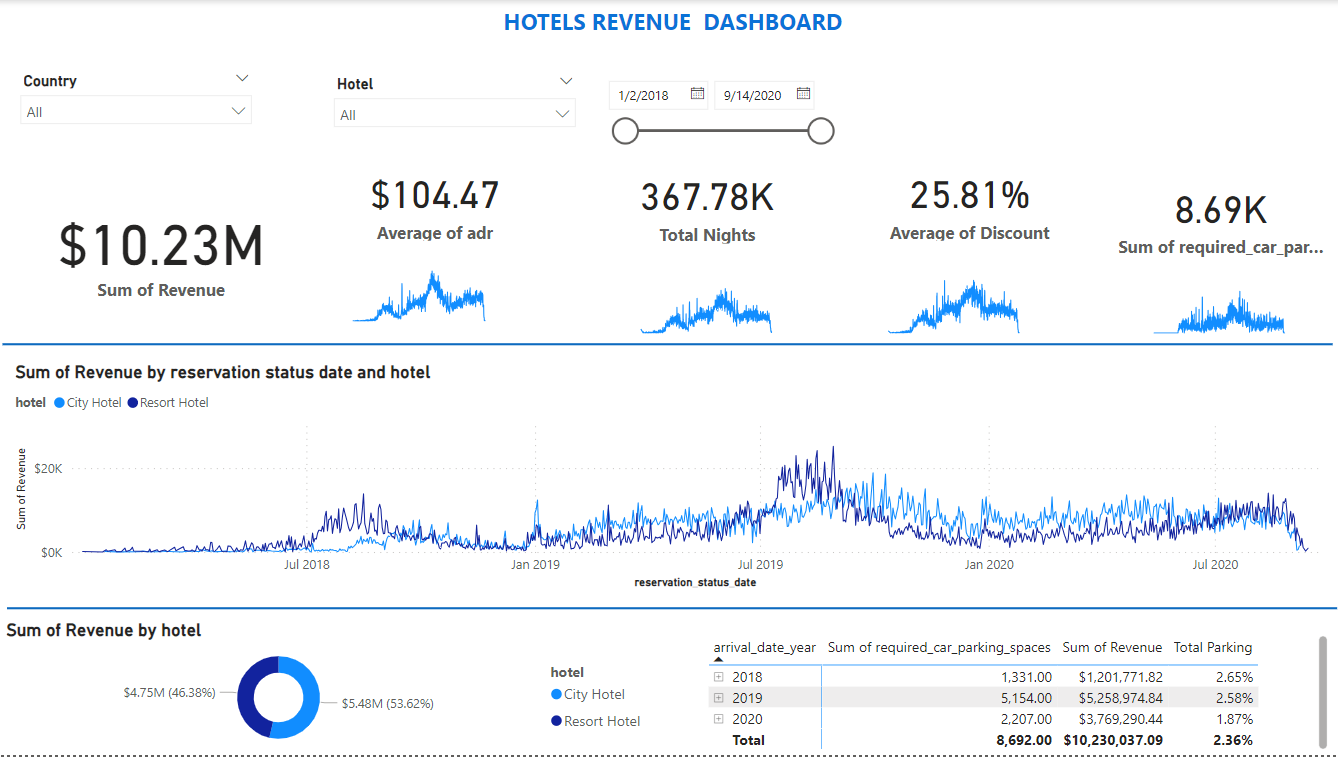 HOTELS REVENUE DASHBOARD
Country
All
Hotel
All
1/2/2018
9/14/2020
$10.23M
Sum of Revenue
$104.47
Average of adr
367.78K
Total Nights
25.81%
Average of Discount
8.69K
Sum of required_car_par...
Sum of Revenue by reservation status date and hotel
hotel City Hotel Resort Hotel
Sum of Revenue
$20K
$0K
Jul 2018 Jan 2019 Jul 2019 Jan 2020 Jul 2020
reservation_status_date
Sum of Revenue by hotel
$4.75M (46.38%)
$5.48M (53.62%)
hotel
City Hotel
Resort Hotel
arrival_date_year Sum of required_car_parking_spaces Sum of Revenue Total Parking
2018 1,331.00 $1,201,771.82 2.65%
2019 5,154.00 $5,258,974.84 2.58%
2020 2,207.00 $3,769,290.44 1.87%
Total 8,692.00 $10,230,037.09 2.36%